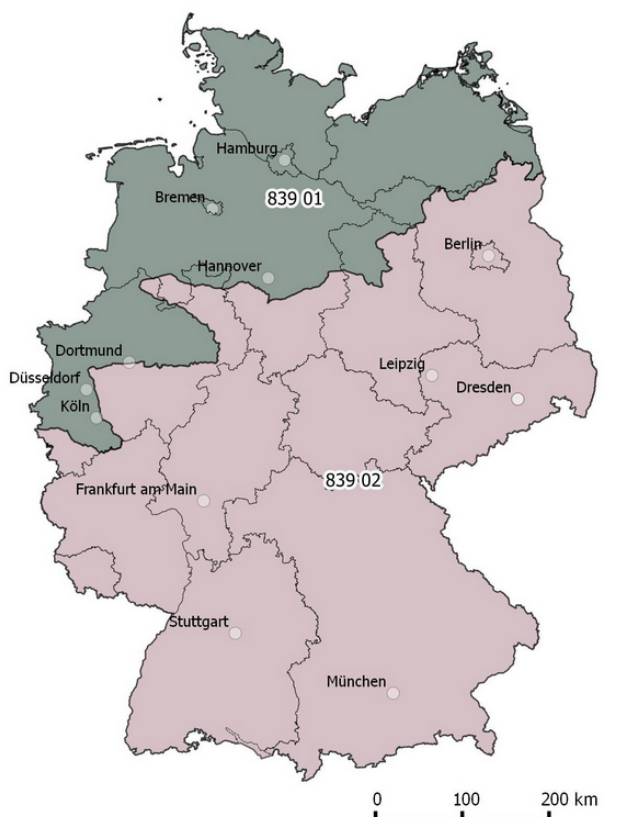 Hamburg
Bremen
839 01
Hannover
Berlin
Dortmund
Leipzig
Düsseldorf
Dresden
Köln
Frankfurt am Main
839 02
Stuttgart
München
0 100 200 km